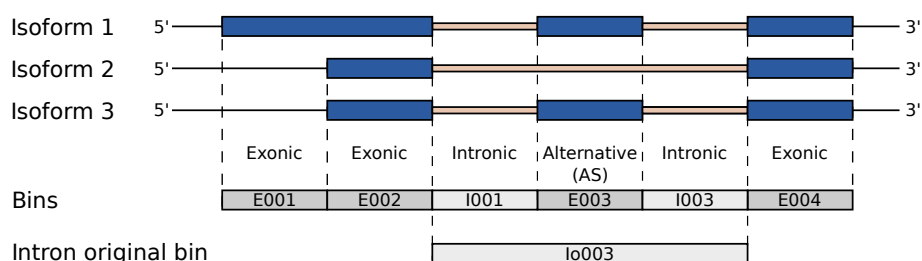 Isoform 1 5' 3'
Isoform 2 5' 3'
Isoform 3 5' 3'
Exonic Exonic Intronic Alternative Intronic Exonic
(AS)
Bins E001 E002 I001 E003 I003 E004
Intron original bin Io003